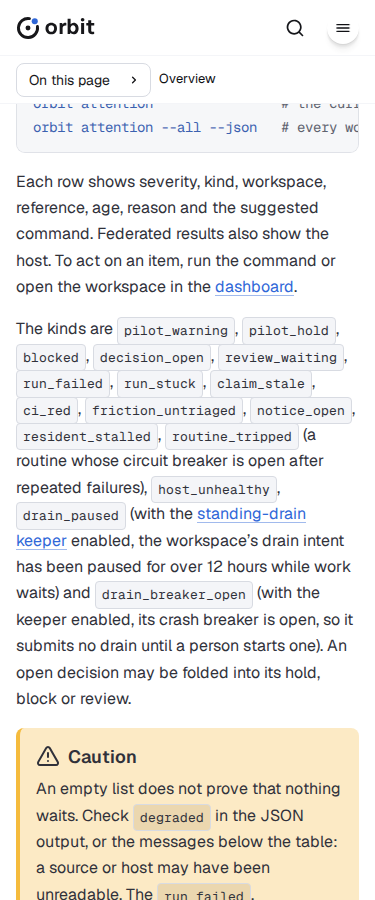 orbit
On this page
Overview
orbit attention # the curr
orbit attention --all --json # every wo
Each row shows severity, kind, workspace,
reference, age, reason and the suggested
command. Federated results also show the
host. To act on an item, run the command or
open the workspace in the dashboard.
The kinds are pilot_warning, pilot_hold,
blocked, decision_open, review_waiting,
run_failed, run_stuck, claim_stale,
ci_red, friction_untriaged, notice_open,
resident_stalled, routine_tripped (a
routine whose circuit breaker is open after
repeated failures), host_unhealthy,
drain_paused (with the standing-drain
keeper enabled, the workspace’s drain intent
has been paused for over 12 hours while work
waits) and drain_breaker_open (with the
keeper enabled, its crash breaker is open, so it
submits no drain until a person starts one). An
open decision may be folded into its hold,
block or review.
Caution
An empty list does not prove that nothing
waits. Check degraded in the JSON
output, or the messages below the table:
a source or host may have been
unreadable. The run_failed,